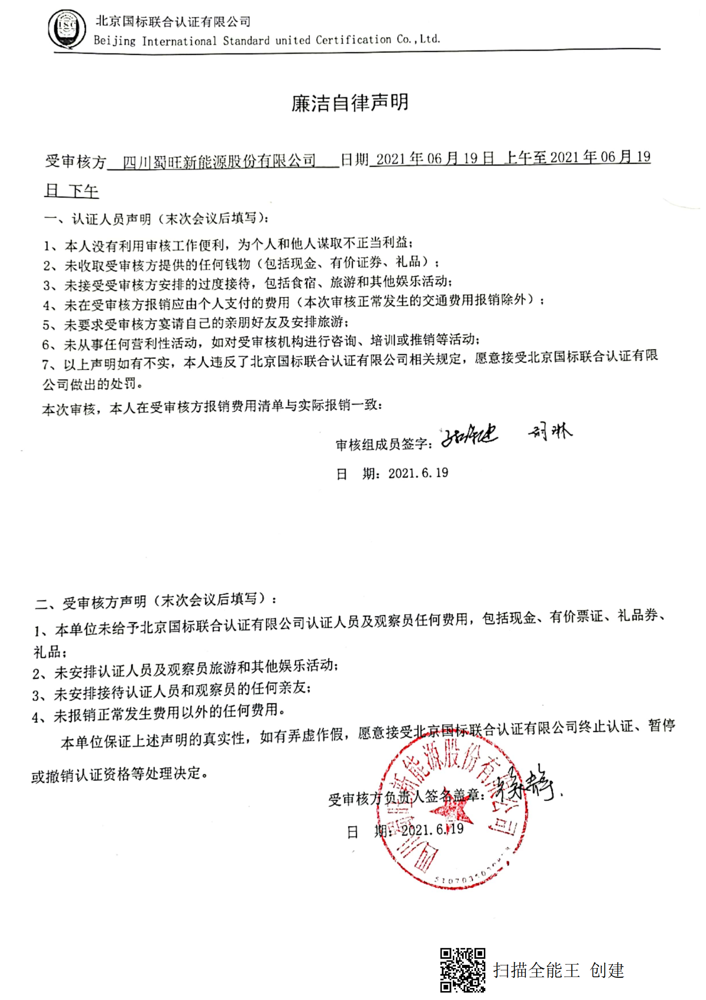 ISC
北京国标联合认证有限公司
Beijing International Standard united Certification Co.,Ltd.
廉洁自律声明
受审核方 四川蜀旺新能源股份有限公司 日期 2021年06月19日 上午至2021年06月19
日 下午
一、认证人员声明（末次会议后填写）：
1、本人没有利用审核工作便利，为个人和他人谋取不正当利益；
2、未收取受审核方提供的任何钱物（包括现金、有价证券、礼品）；
3、未接受受审核方安排的过度接待，包括食宿、旅游和其他娱乐活动；
4、未在受审核方报销应由个人支付的费用（本次审核正常发生的交通费用报销除外）；
5、未要求受审核方宴请自己的亲朋好友及安排旅游；
6、未从事任何营利性活动，如对受审核机构进行咨询、培训或推销等活动；
7、以上声明如有不实，本人违反了北京国标联合认证有限公司相关规定，愿意接受北京国标联合认证有限
公司做出的处罚。
本次审核，本人在受审核方报销费用清单与实际报销一致：
审核组成员签字：
日 期：2021.6.19
二、受审核方声明（末次会议后填写）：
1、本单位未给予北京国标联合认证有限公司认证人员及观察员任何费用，包括现金、有价票证、礼品券、
礼品；
2、未安排认证人员及观察员旅游和其他娱乐活动；
3、未安排接待认证人员和观察员的任何亲友；
4、未报销正常发生费用以外的任何费用。
本单位保证上述声明的真实性，如有弄虚作假，愿意接受北京国标联合认证有限公司终止认证、暂停
或撤销认证资格等处理决定。
受审核方负责人签名盖章：
日 期：2021.6.19
四川蜀旺新能源股份有限公司
扫描全能王 创建